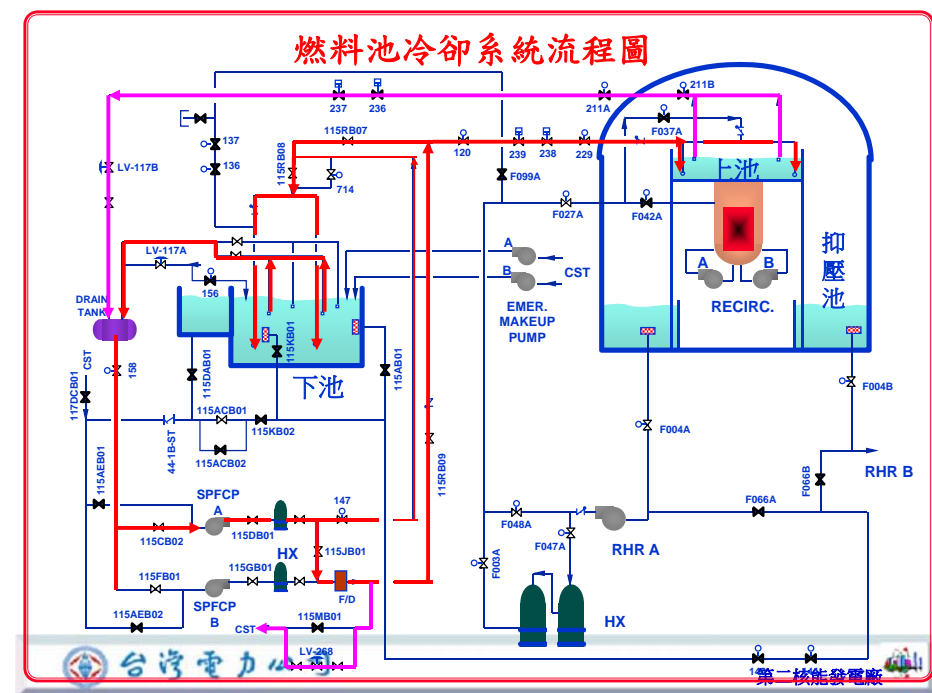 燃料池冷卻系統流程圖
211B
237
236
211A
137
115RB07
F037A
120
239
238
229
LV-117B
136
115RB08
714
F099A
上池
F027A
F042A
LV-117A
A
B
CST
156
A
B
抑壓池
DRAIN TANK
EMER.
MAKEUP
PUMP
RECIRC.
115KB01
CST
158
115DAB01
下池
115AB01
F004B
117DCB01
115ACB01
115KB02
F004A
44-1B-ST
115ACB02
RHR B
115AEB01
115RB09
F066B
SPFCP
A
147
F066A
115CB02
115DB01
F048A
HX
115JB01
F047A
RHR A
115FB01
115GB01
F003A
F/D
115AEB02
SPFCP
B
115MB01
CST
HX
LV-268
台灣電力公司
第二核能發電廠